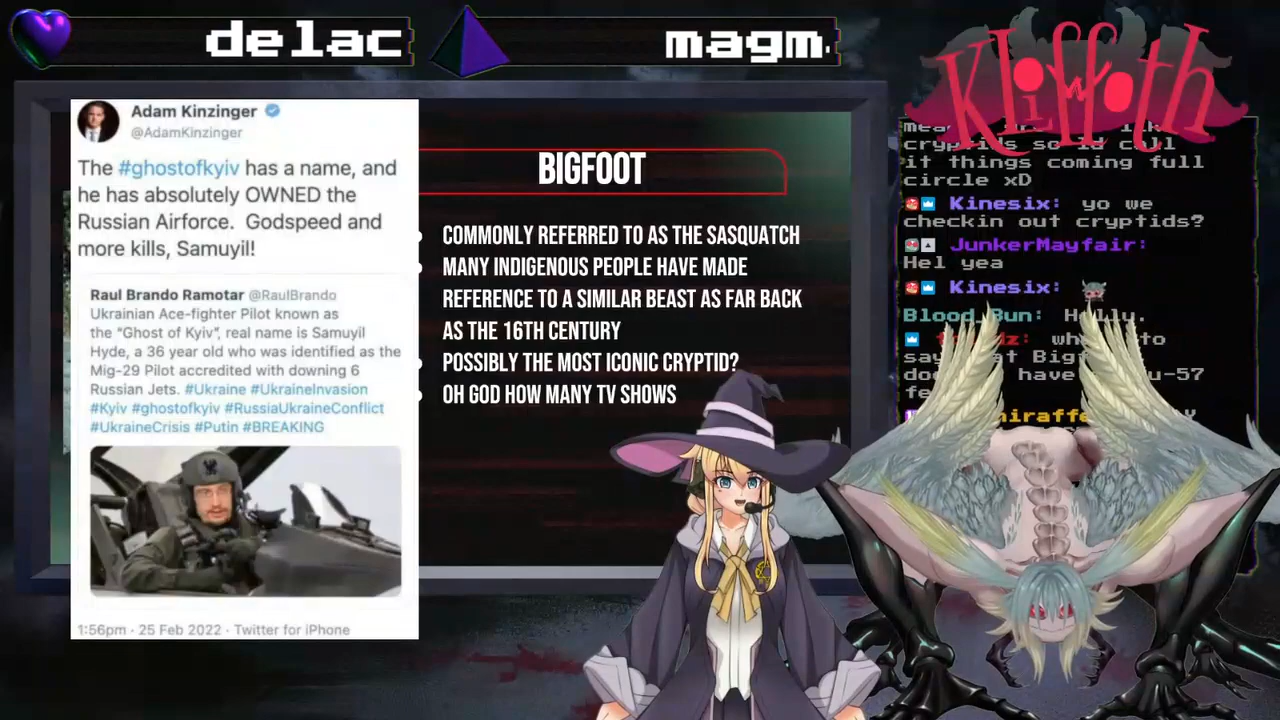 delac
magm
Kliffoth
Adam Kinzinger
@AdamKinzinger
The #ghostofkyiv has a name, and
he has absolutely OWNED the
Russian Airforce. Godspeed and
more kills, Samuyil!
Raul Brando Ramotar @RaulBrando
Ukrainian Ace-fighter Pilot known as
the “Ghost of Kyiv”, real name is Samuyil
Hyde, a 36 year old who was identified as the
Mig-29 Pilot accredited with downing 6
Russian Jets. #Ukraine #UkraineInvasion
#Kyiv #ghostofkyiv #RussiaUkraineConflict
#UkraineCrisis #Putin #BREAKING
1:56pm · 25 Feb 2022 · Twitter for iPhone
BIGFOOT
COMMONLY REFERRED TO AS THE SASQUATCH
MANY INDIGENOUS PEOPLE HAVE MADE
REFERENCE TO A SIMILAR BEAST AS FAR BACK
AS THE 16TH CENTURY
POSSIBLY THE MOST ICONIC CRYPTID?
OH GOD HOW MANY TV SHOWS
cryptids so id call
it things coming full
circle xD
Kinesix: yo we
checkin out cryptids?
JunkerMayfair:
Hel yea
Kinesix:
Blood_Bun:
to
say
have